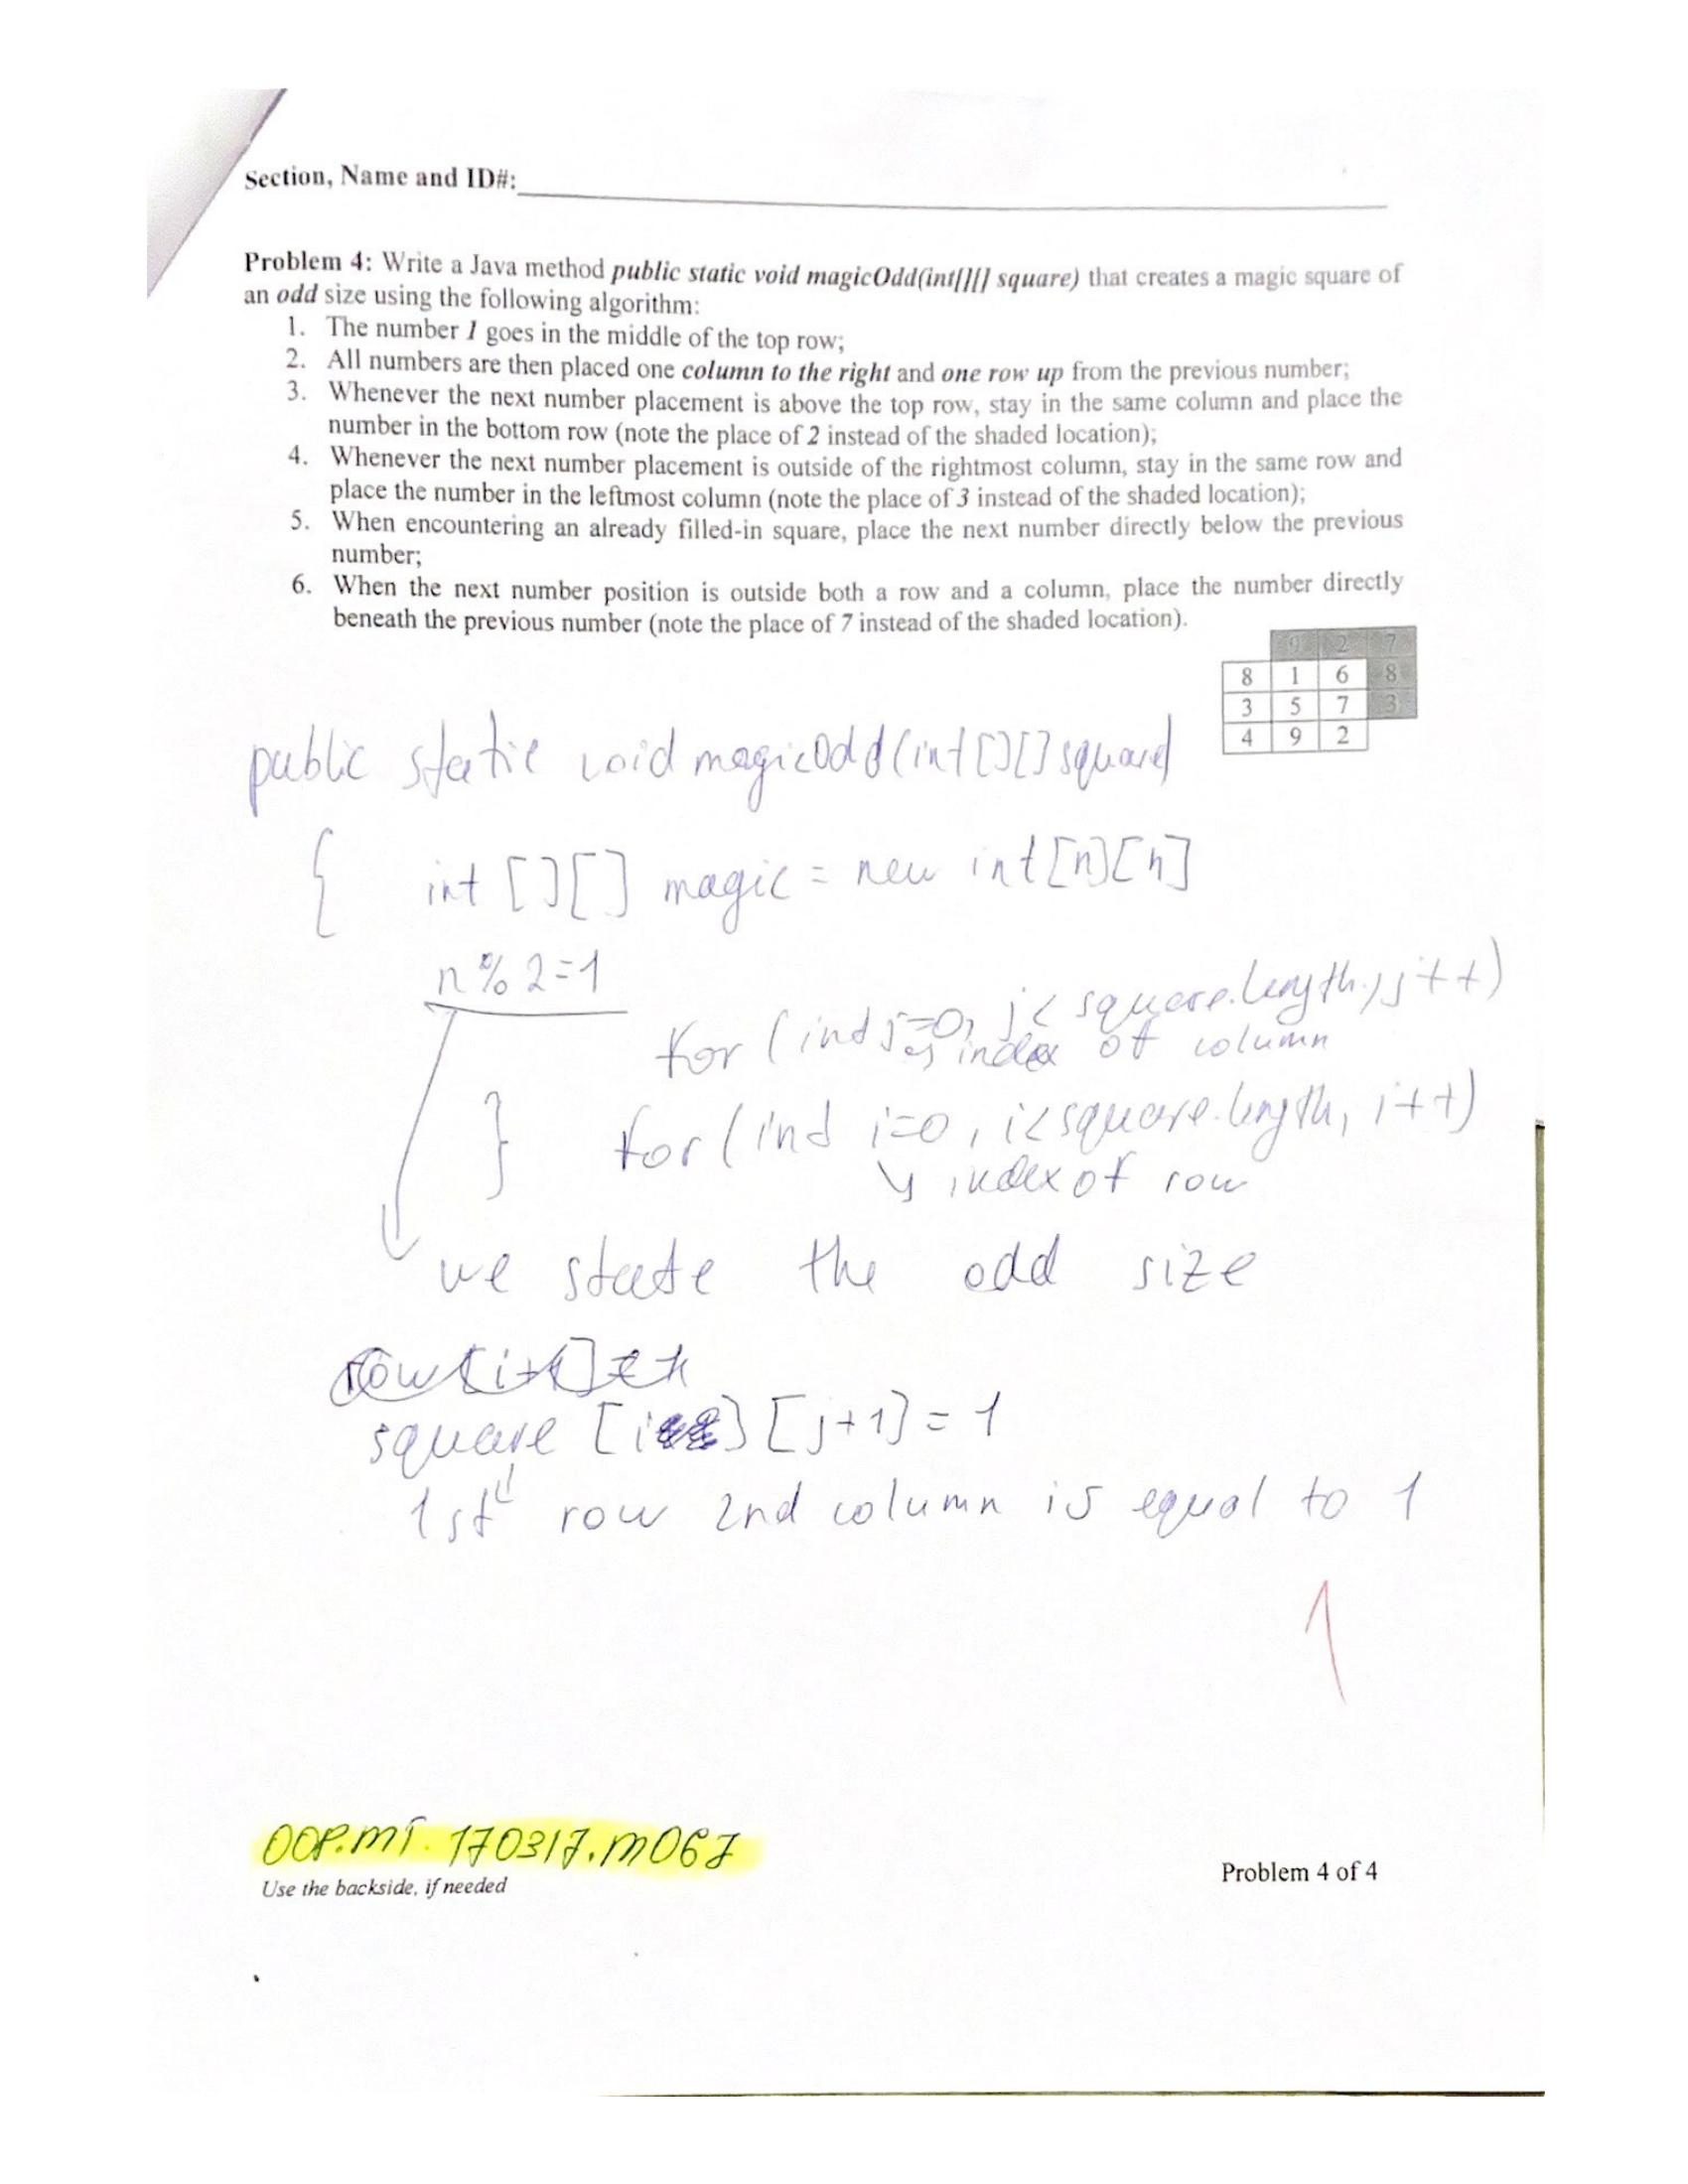 Section, Name and ID#:
Problem 4: Write a Java method public static void magicOdd(int[][] square) that creates a magic square of
an odd size using the following algorithm:
1. The number 1 goes in the middle of the top row;
2. All numbers are then placed one column to the right and one row up from the previous number;
3. Whenever the next number placement is above the top row, stay in the same column and place the
number in the bottom row (note the place of 2 instead of the shaded location);
4. Whenever the next number placement is outside of the rightmost column, stay in the same row and
place the number in the leftmost column (note the place of 3 instead of the shaded location);
5. When encountering an already filled-in square, place the next number directly below the previous
number;
6. When the next number position is outside both a row and a column, place the number directly
beneath the previous number (note the place of 7 instead of the shaded location).
9 2 7
8 1 6 8
3 5 7 3
4 9 2
public static void magicOdd(int[][] square)
{ int [][] magic = new int[n][n]
n%2=1
for (ind j=0, j< square.length, j++)
index of column
} for (ind i=0, i<square.length, i++)
index of row
we state the odd size
square [i] [j+1] = 1
1st row 2nd column is equal to 1
1
OOP.MT.170317.M067
Use the backside, if needed
Problem 4 of 4